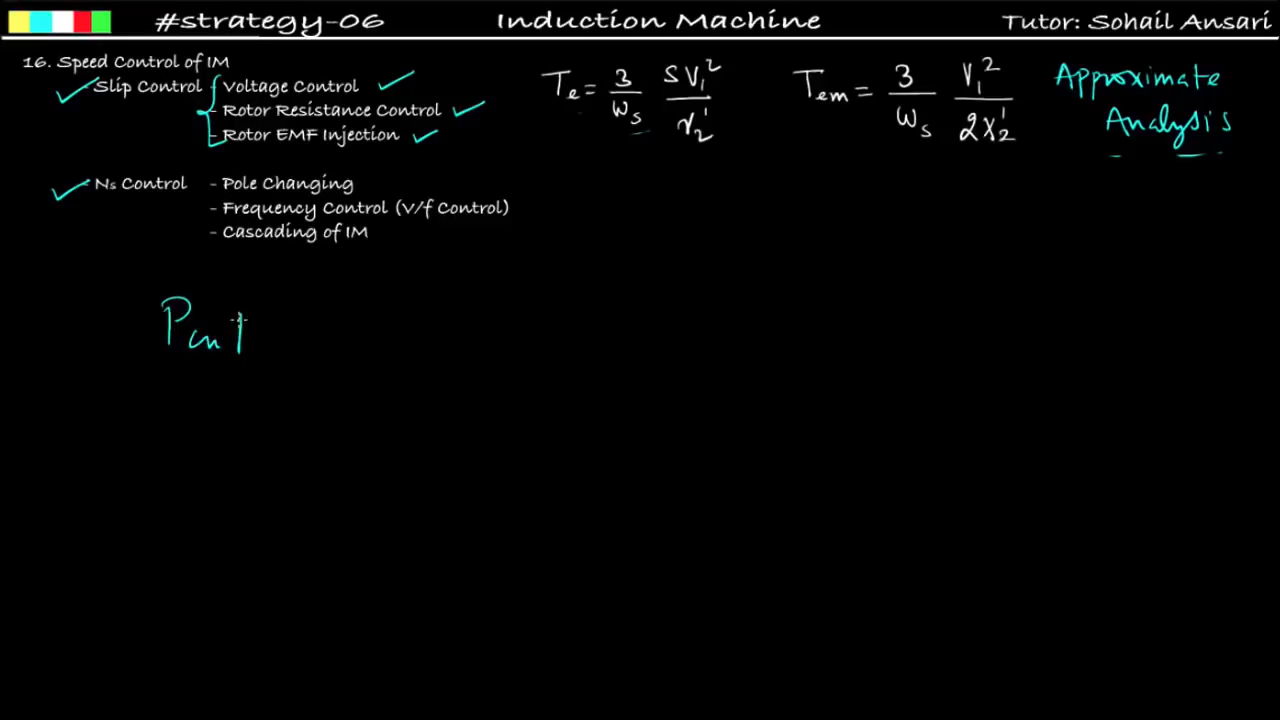 #strategy-06 Induction Machine Tutor: Sohail Ansari
16. Speed Control of IM
- Slip Control - Voltage Control
- Rotor Resistance Control
- Rotor EMF Injection
- Ns Control - Pole Changing
- Frequency Control (V/f Control)
- Cascading of IM
Te = 3/ωs SV1²/r2'
Tem = 3/ωs V1²/2x2'
Approximate
Analysis